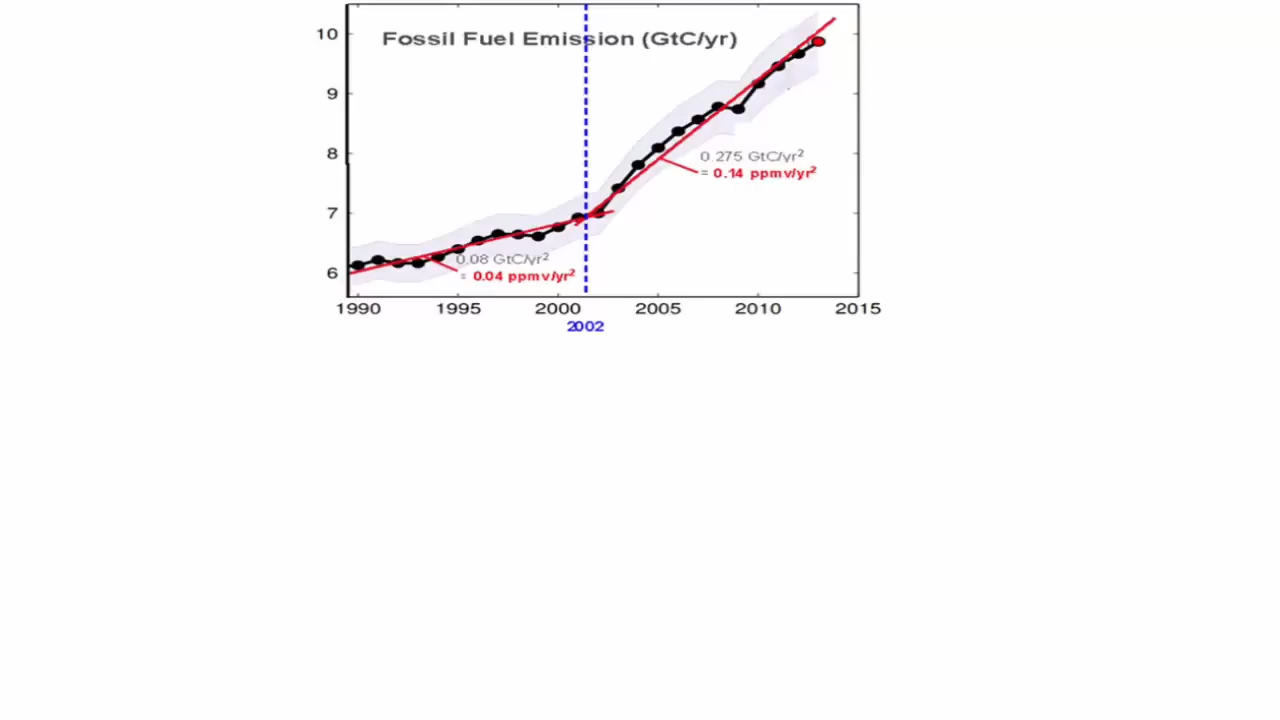 Fossil Fuel Emission (GtC/yr)
10
9
8
7
6
0.275 GtC/yr²
= 0.14 ppmv/yr²
0.08 GtC/yr²
= 0.04 ppmv/yr²
1990 1995 2000 2005 2010 2015
2002